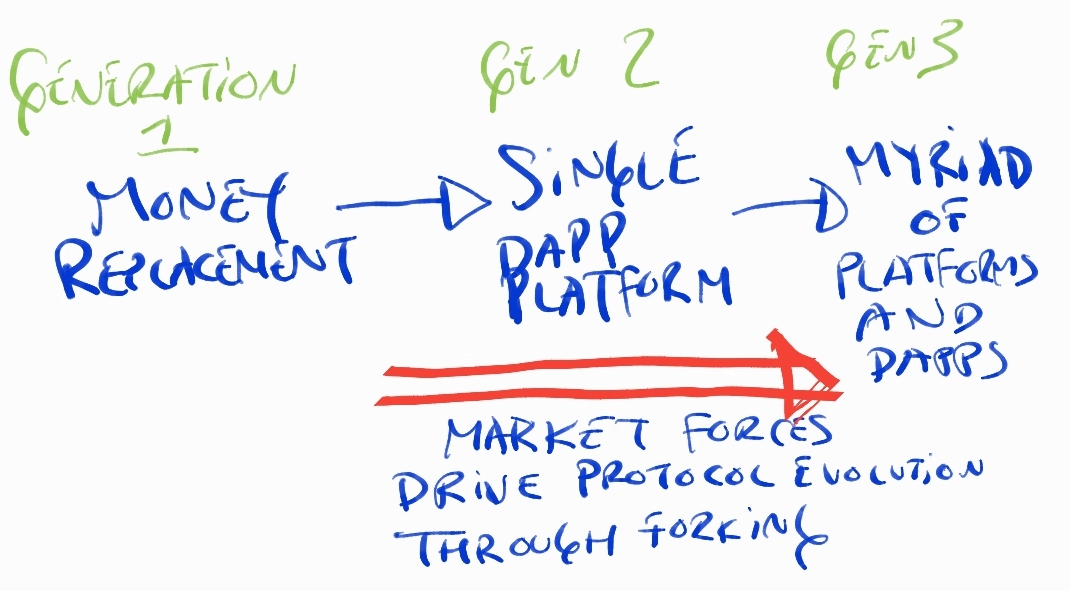 GENERATION
1
MONEY
REPLACEMENT
GEN 2
SINGLE
DAPP
PLATFORM
GEN 3
MYRIAD
OF
PLATFORMS
AND
DAPPS
MARKET FORCES
DRIVE PROTOCOL EVOLUTION
THROUGH FORKING